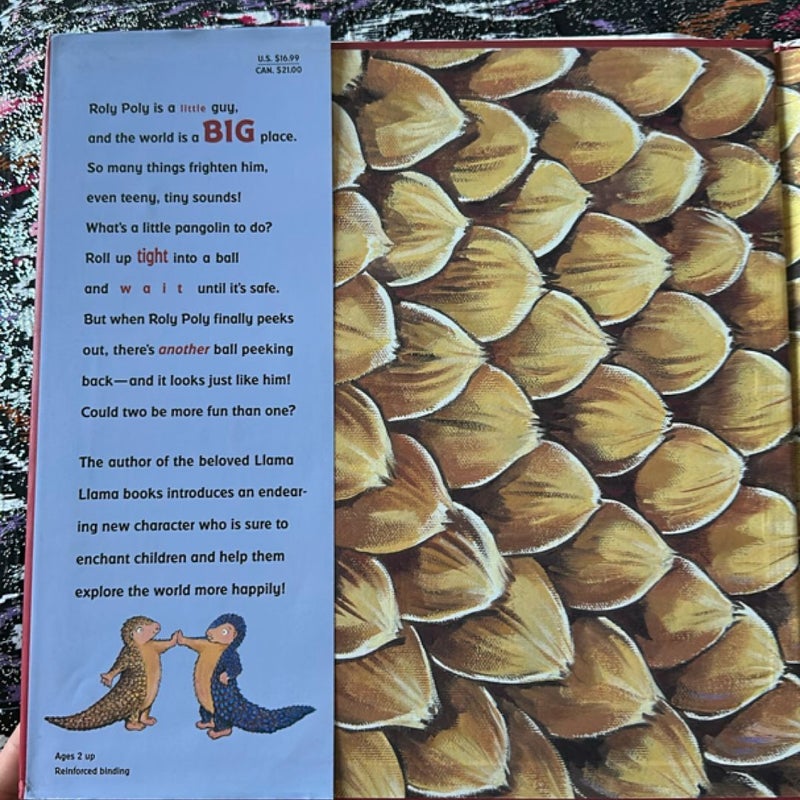 U.S. $16.99
CAN. $21.00
Roly Poly is a little guy,
and the world is a BIG place.
So many things frighten him,
even teeny, tiny sounds!
What's a little pangolin to do?
Roll up tight into a ball
and w a i t until it's safe.
But when Roly Poly finally peeks
out, there's another ball peeking
back—and it looks just like him!
Could two be more fun than one?
The author of the beloved Llama
Llama books introduces an endear-
ing new character who is sure to
enchant children and help them
explore the world more happily!
Ages 2 up
Reinforced binding